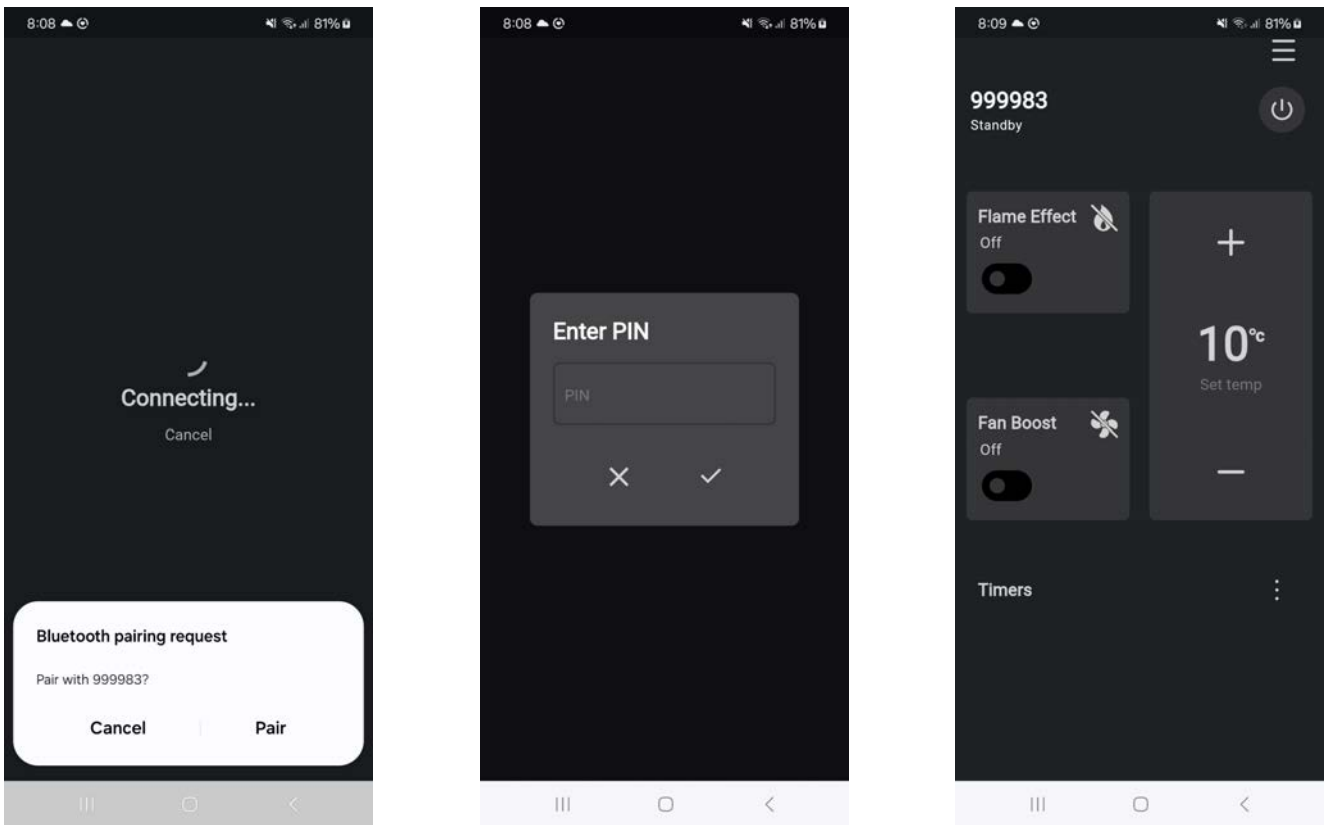 8:08
81%
Connecting...
Cancel
Bluetooth pairing request
Pair with 999983?
Cancel
Pair
8:08
81%
Enter PIN
PIN
8:09
81%
999983
Standby
Flame Effect
Off
10°c
Set temp
Fan Boost
Off
Timers